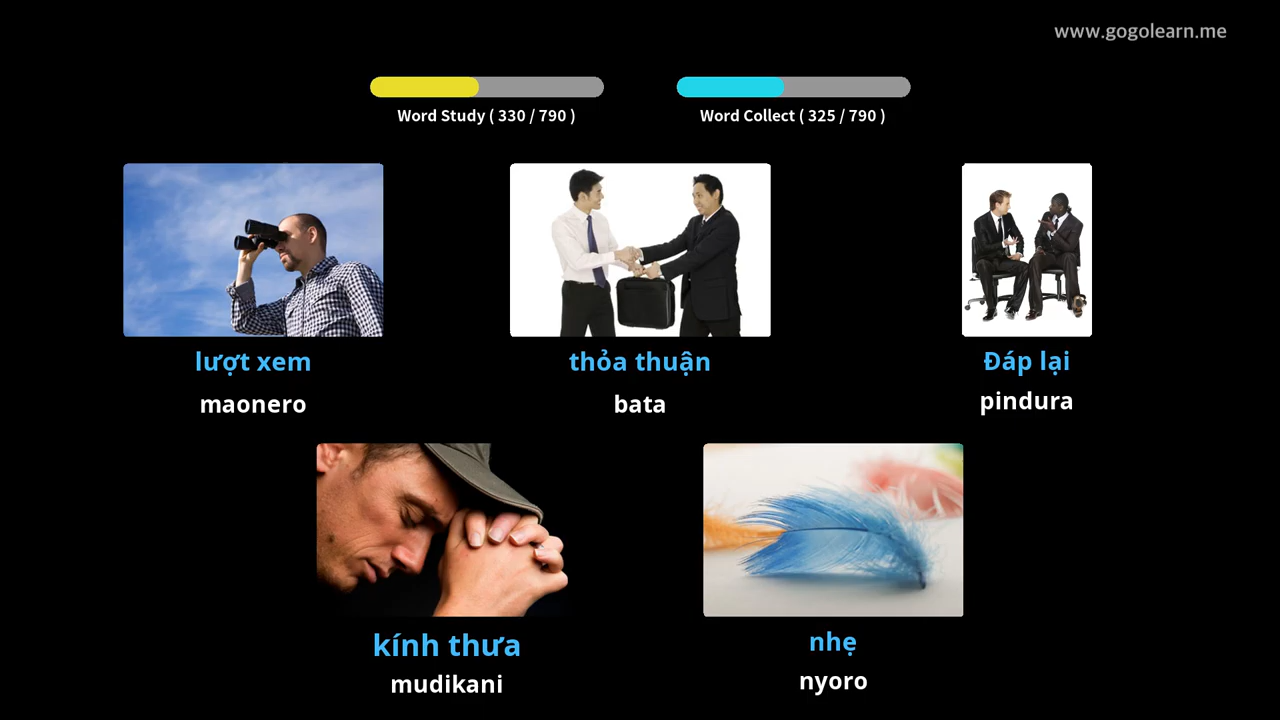 www.gogolearn.me
Word Study ( 330 / 790 )
Word Collect ( 325 / 790 )
lượt xem
maonero
thỏa thuận
bata
Đáp lại
pindura
kính thưa
mudikani
nhẹ
nyoro